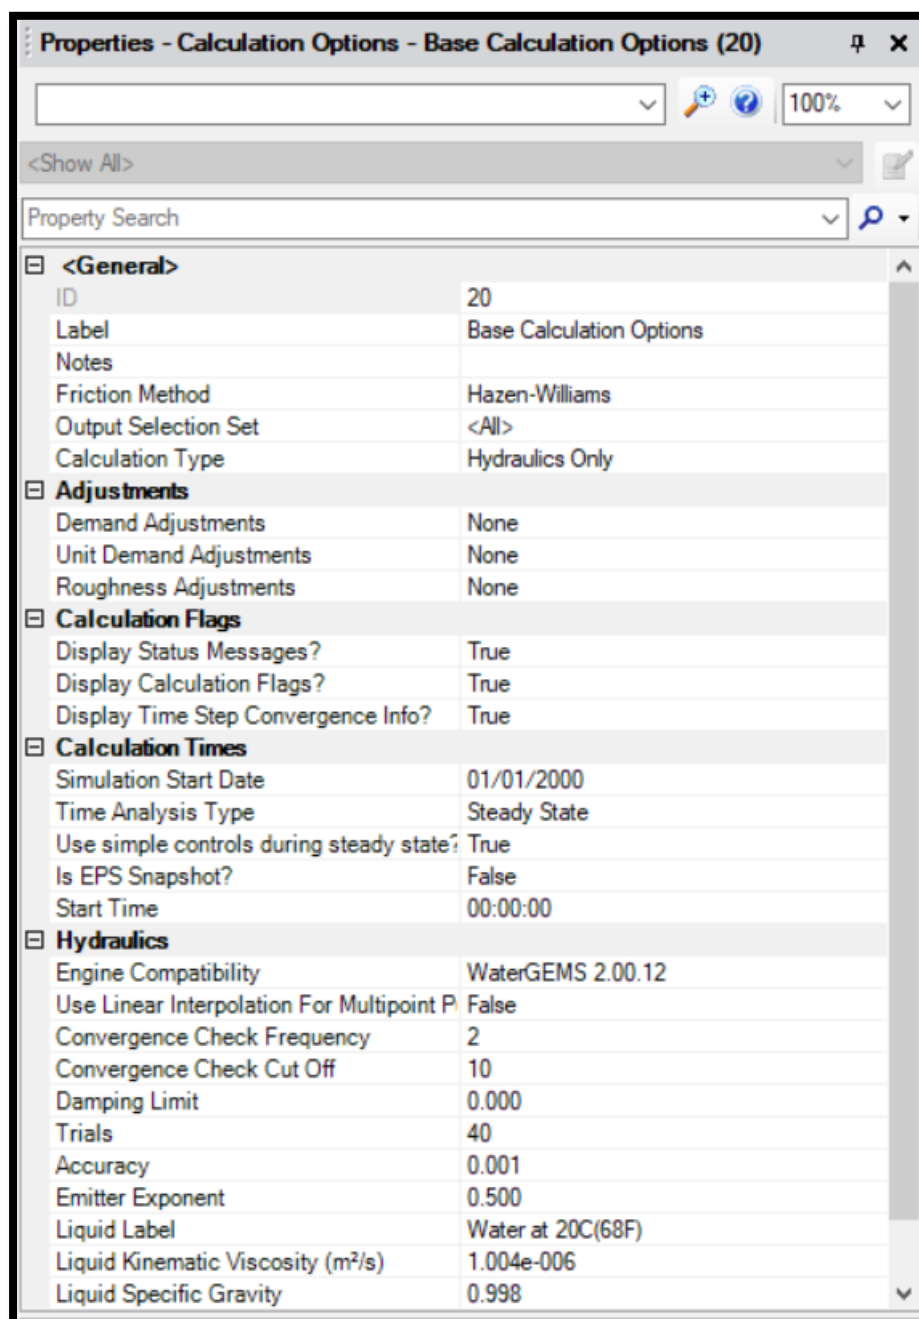 Properties - Calculation Options - Base Calculation Options (20)
100%
<Show All>
Property Search
<General>
ID 20
Label Base Calculation Options
Notes
Friction Method Hazen-Williams
Output Selection Set <All>
Calculation Type Hydraulics Only
Adjustments
Demand Adjustments None
Unit Demand Adjustments None
Roughness Adjustments None
Calculation Flags
Display Status Messages? True
Display Calculation Flags? True
Display Time Step Convergence Info? True
Calculation Times
Simulation Start Date 01/01/2000
Time Analysis Type Steady State
Use simple controls during steady state? True
Is EPS Snapshot? False
Start Time 00:00:00
Hydraulics
Engine Compatibility WaterGEMS 2.00.12
Use Linear Interpolation For Multipoint P False
Convergence Check Frequency 2
Convergence Check Cut Off 10
Damping Limit 0.000
Trials 40
Accuracy 0.001
Emitter Exponent 0.500
Liquid Label Water at 20C(68F)
Liquid Kinematic Viscosity (m²/s) 1.004e-006
Liquid Specific Gravity 0.998